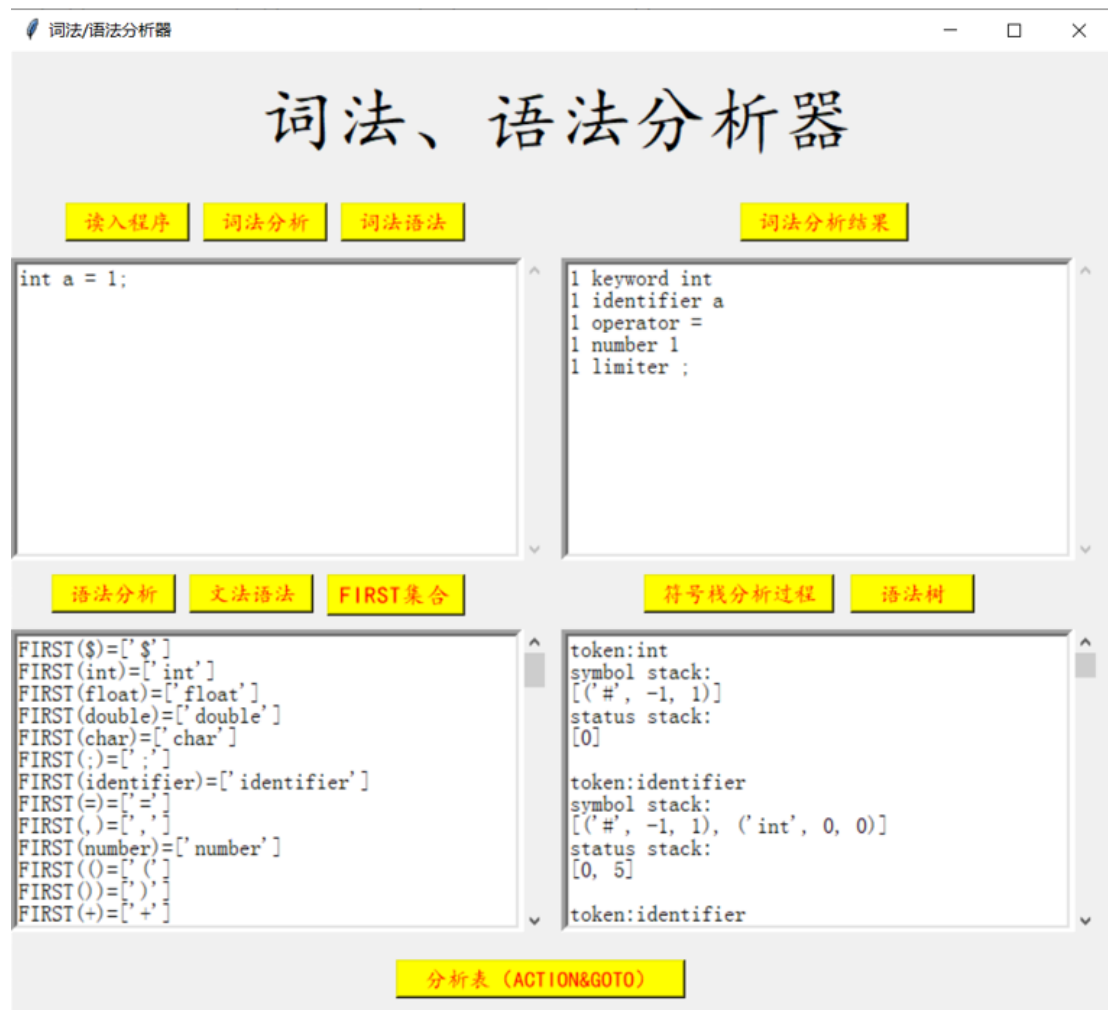 词法/语法分析器
词法、语法分析器
读入程序 词法分析 词法语法 词法分析结果
int a = 1;
1 keyword int
1 identifier a
1 operator =
1 number 1
1 limiter ;
语法分析 文法语法 FIRST集合 符号栈分析过程 语法树
FIRST($)=['$']
FIRST(int)=['int']
FIRST(float)=['float']
FIRST(double)=['double']
FIRST(char)=['char']
FIRST(;)=[';']
FIRST(identifier)=['identifier']
FIRST(=)=['=']
FIRST(,)=[',']
FIRST(number)=['number']
FIRST(()=['(']
FIRST())=[')']
FIRST(+)=['+']
token:int
symbol stack:
[('#', -1, 1)]
status stack:
[0]
token:identifier
symbol stack:
[('#', -1, 1), ('int', 0, 0)]
status stack:
[0, 5]
token:identifier
分析表（ACTION&GOTO）